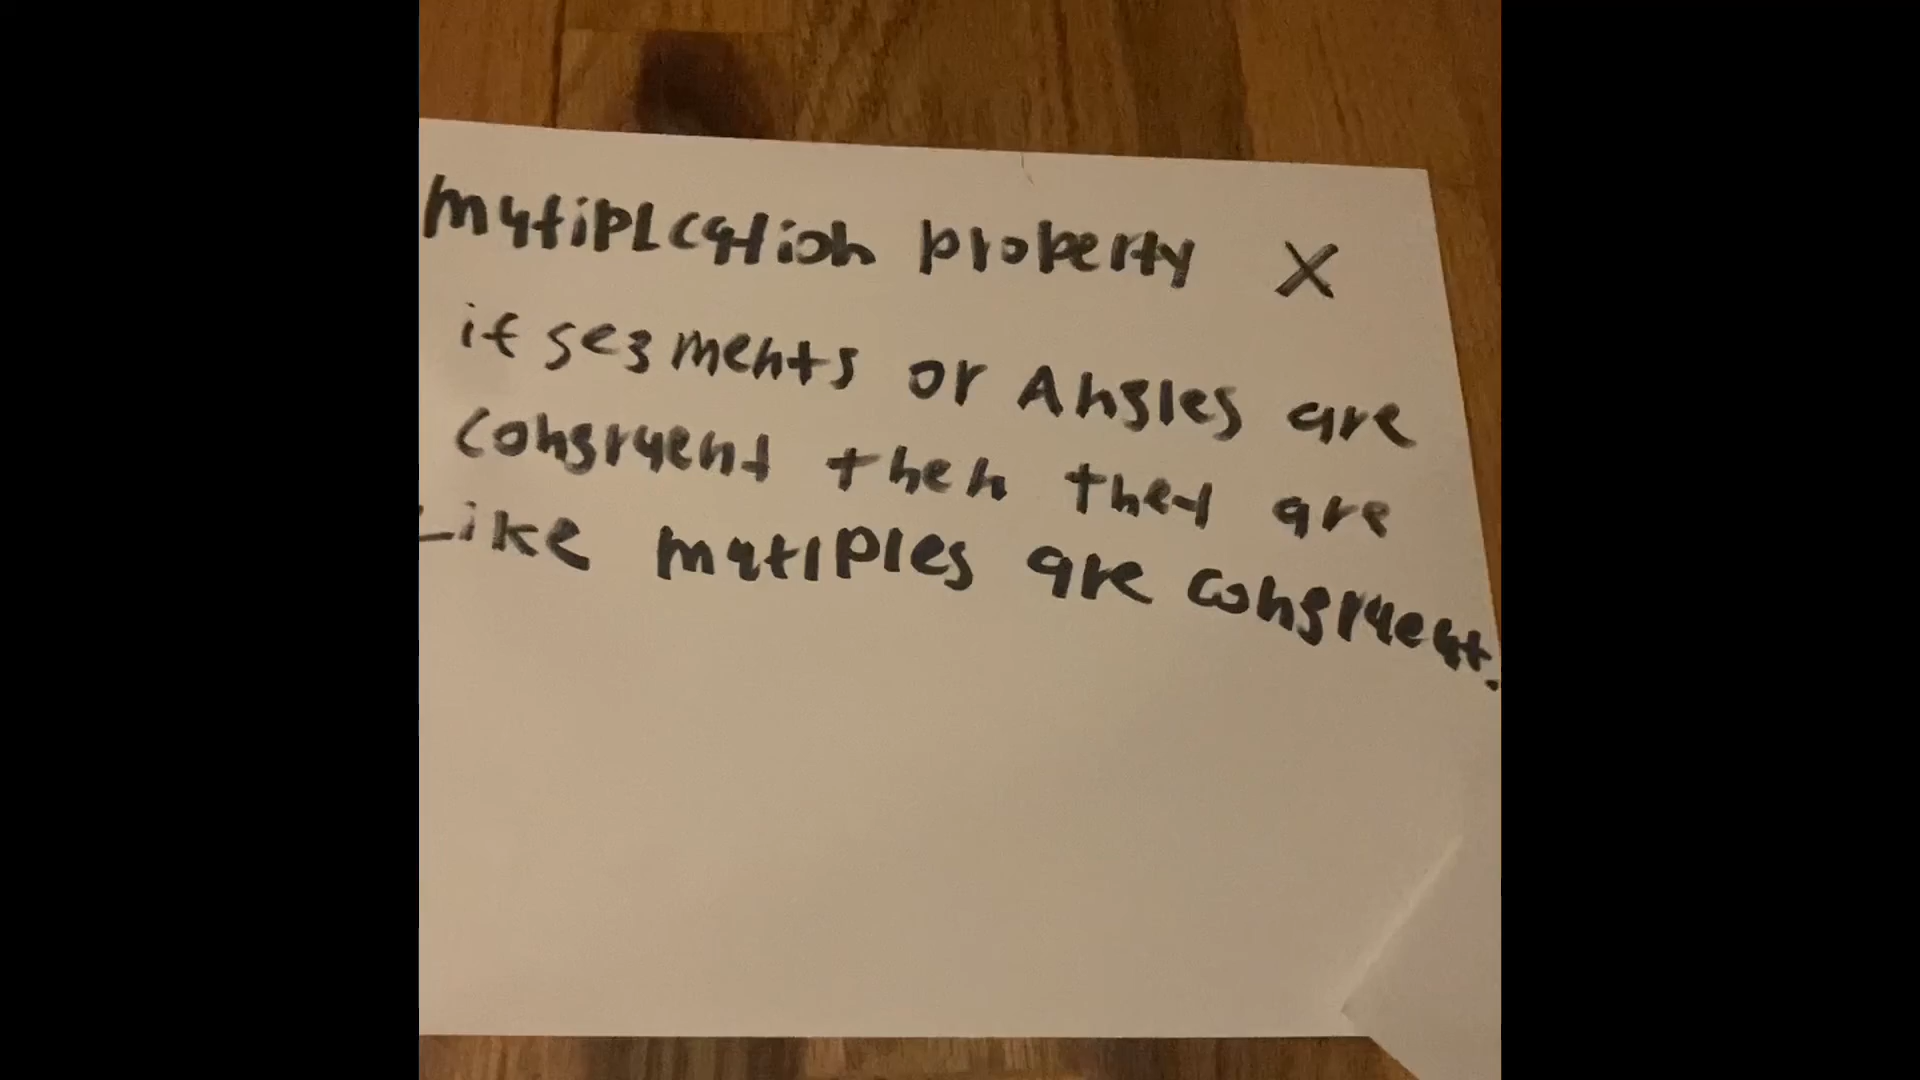 mutiplcation property X
if segments or Angles are
congruent then they are
Like mutiples are congruent.